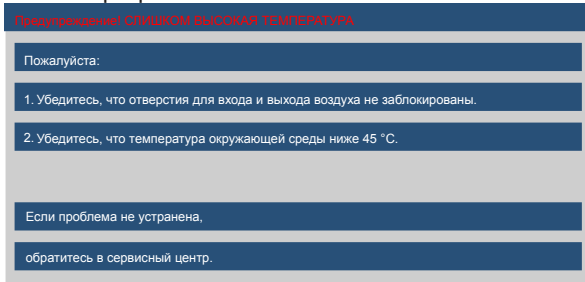 Предупреждение! СЛИШКОМ ВЫСОКАЯ ТЕМПЕРАТУРА
Пожалуйста:
1. Убедитесь, что отверстия для входа и выхода воздуха не заблокированы.
2. Убедитесь, что температура окружающей среды ниже 45 °C.
Если проблема не устранена,
обратитесь в сервисный центр.